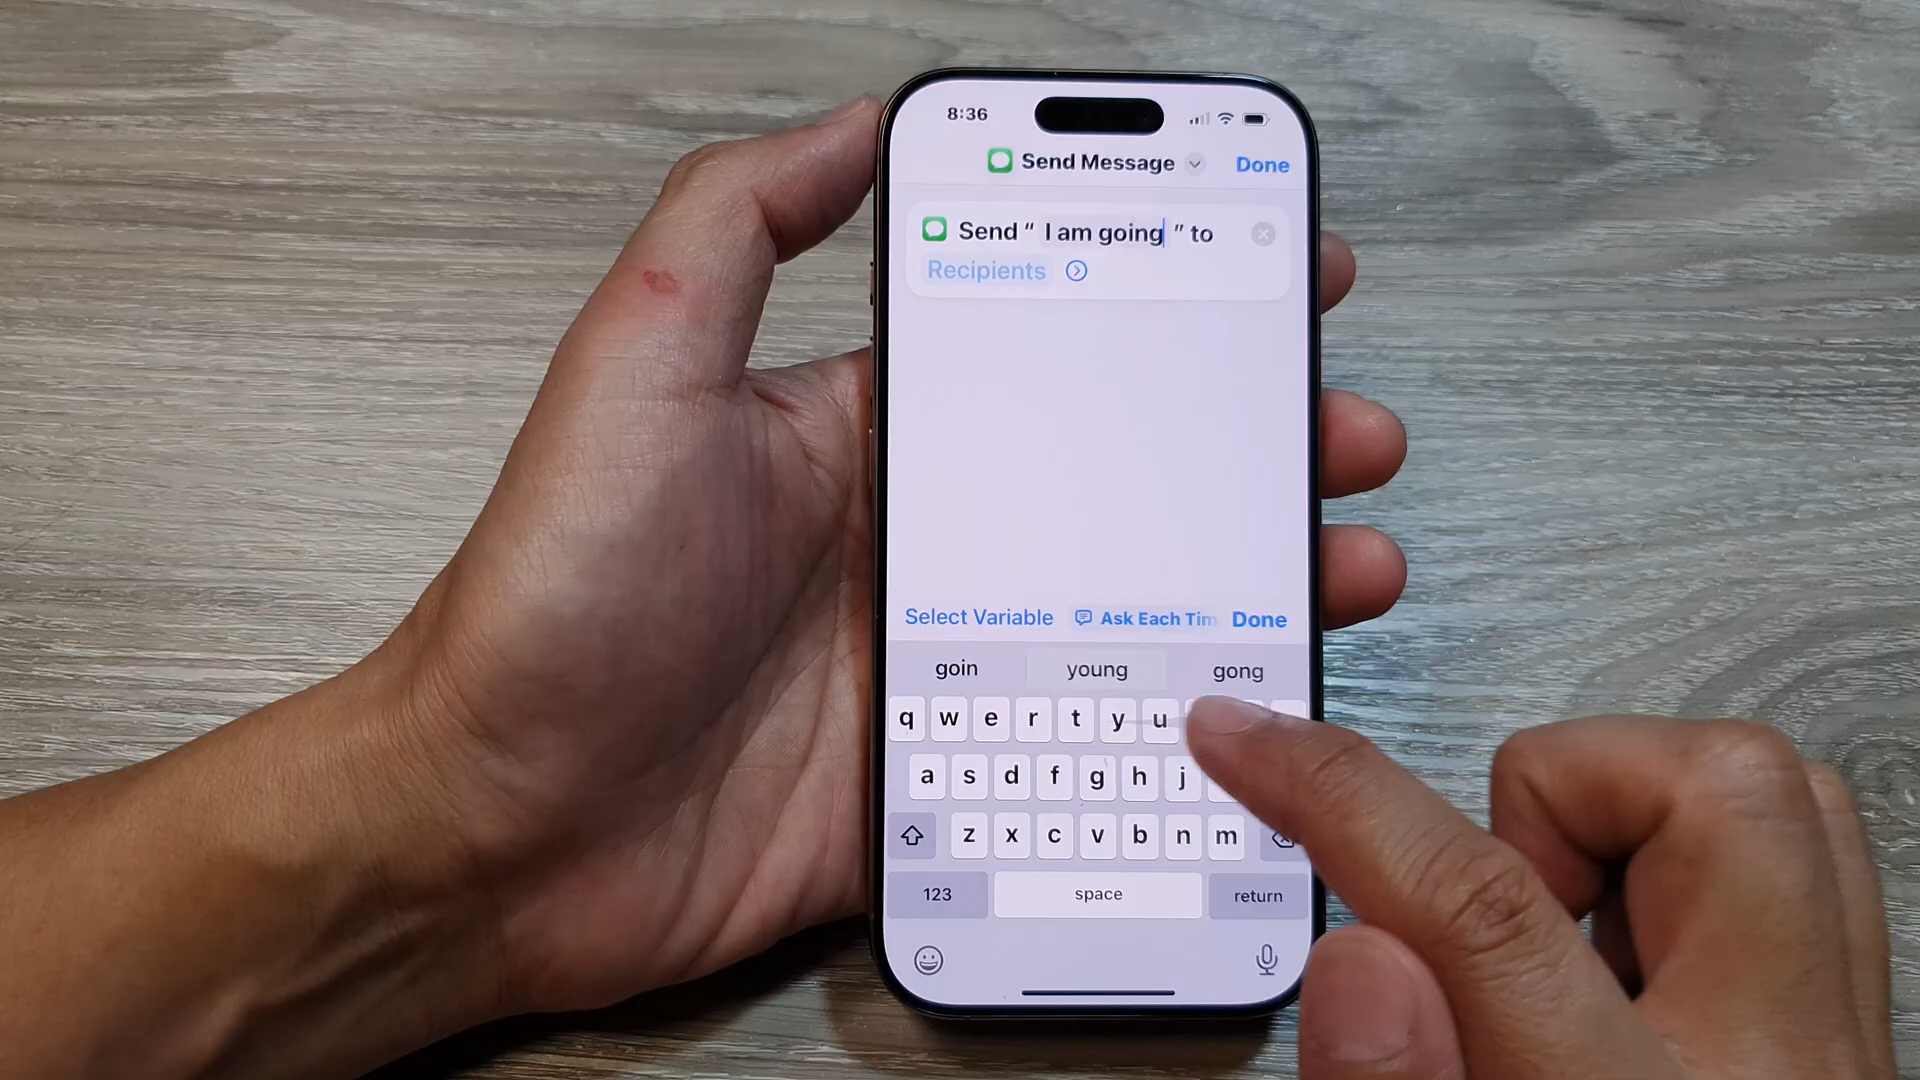 8:36
Send Message
Done
Send “ I am going ” to
Recipients
Select Variable
Ask Each Tim
Done
goin young gong
q w e r t y u
a s d f g h j
z x c v b n m
123 space return